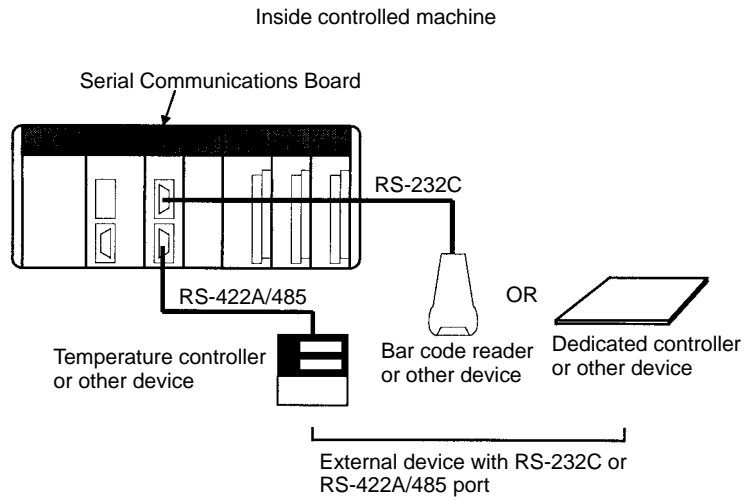 Inside controlled machine
Serial Communications Board
RS-232C
RS-422A/485
OR
Temperature controller
or other device
Bar code reader
or other device
Dedicated controller
or other device
External device with RS-232C or
RS-422A/485 port